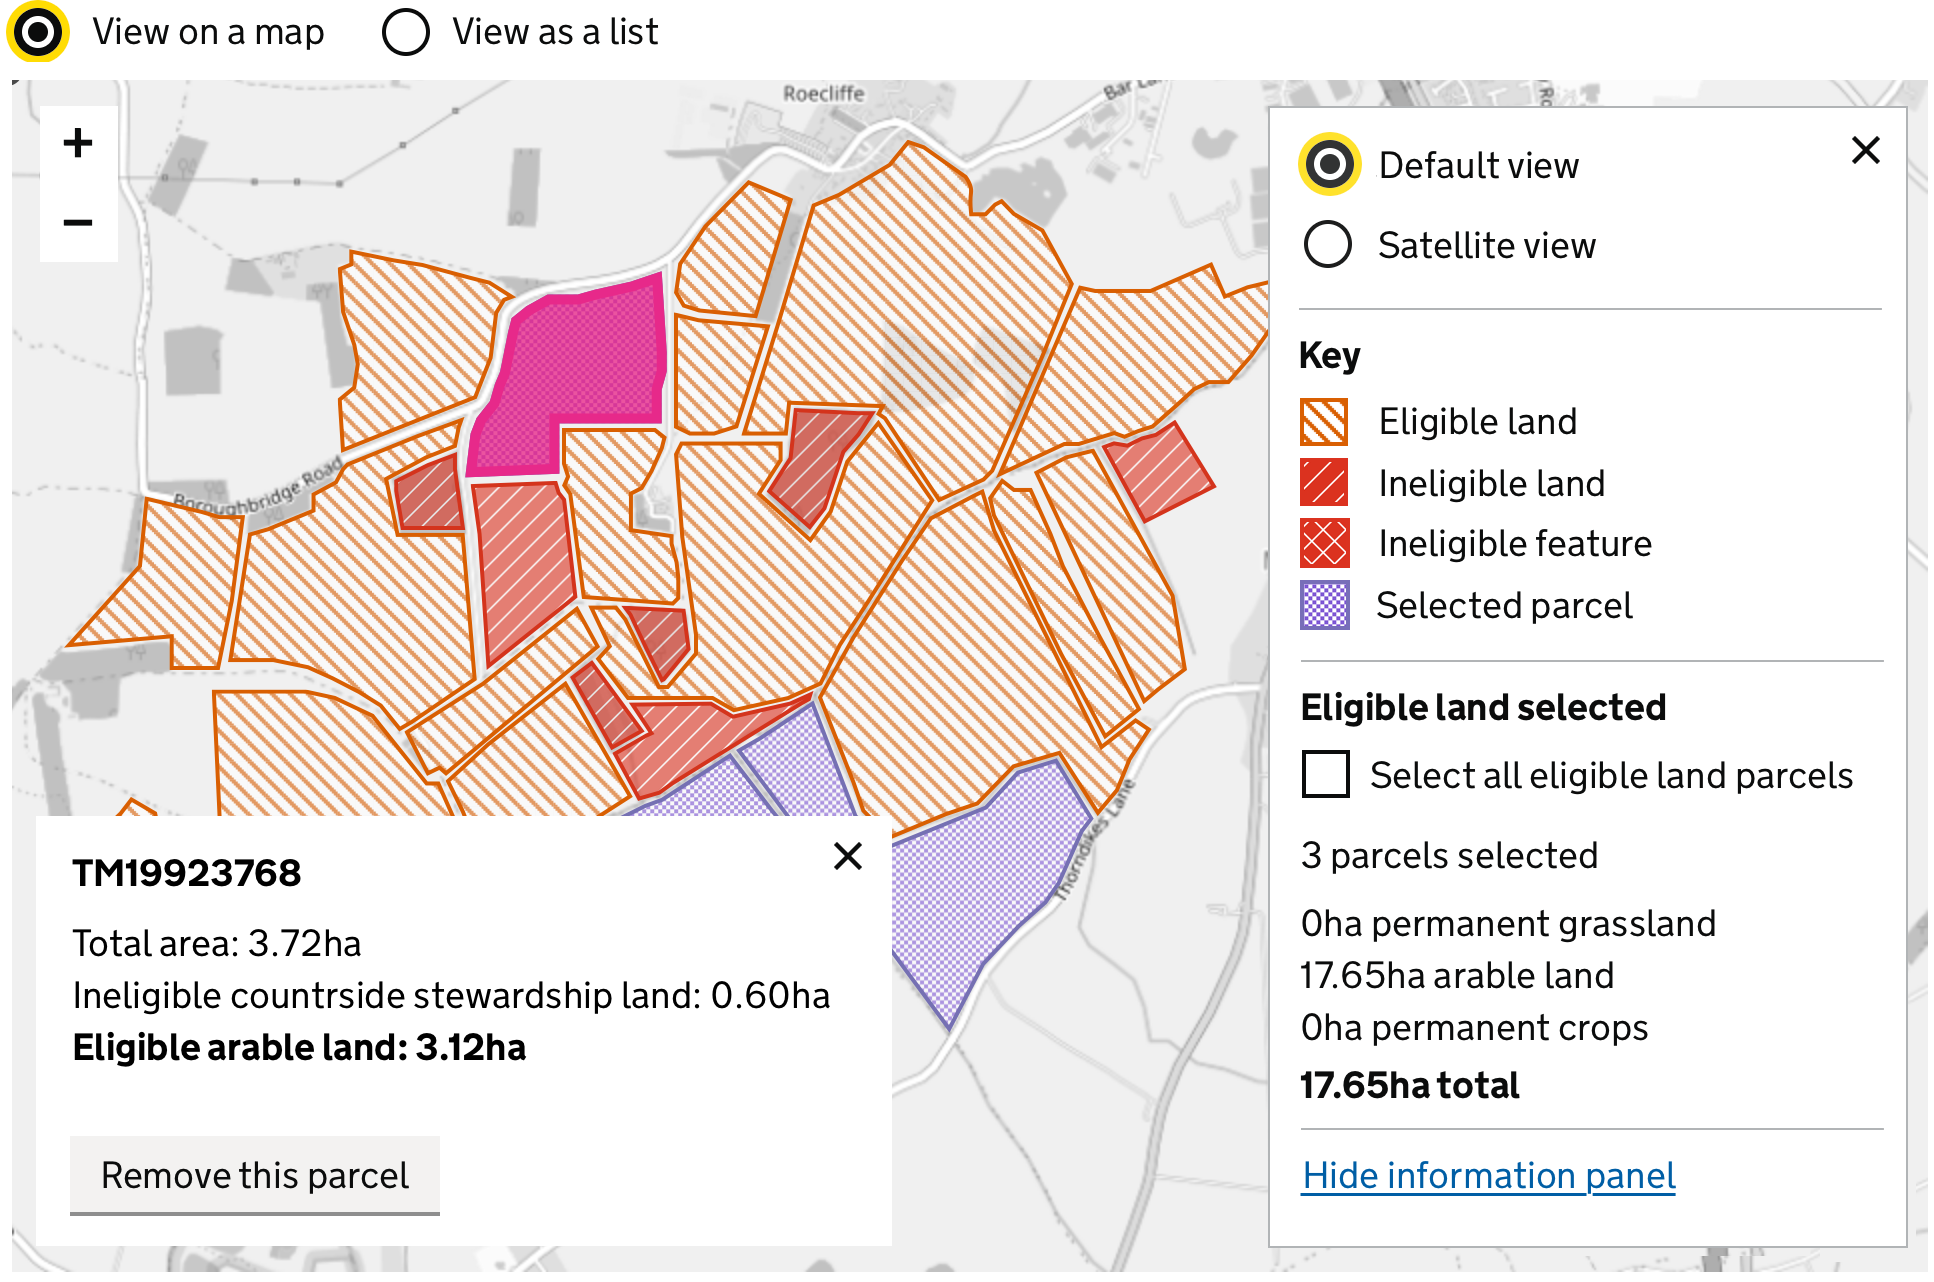 View on a map
View as a list
Roecliffe
Bar La
Ro
+
−
Boroughbridge Road
Thorndikes Lane
Default view
Satellite view
Key
Eligible land
Ineligible land
Ineligible feature
Selected parcel
Eligible land selected
Select all eligible land parcels
3 parcels selected
0ha permanent grassland
17.65ha arable land
0ha permanent crops
17.65ha total
Hide information panel
TM19923768
Total area: 3.72ha
Ineligible countrside stewardship land: 0.60ha
Eligible arable land: 3.12ha
Remove this parcel